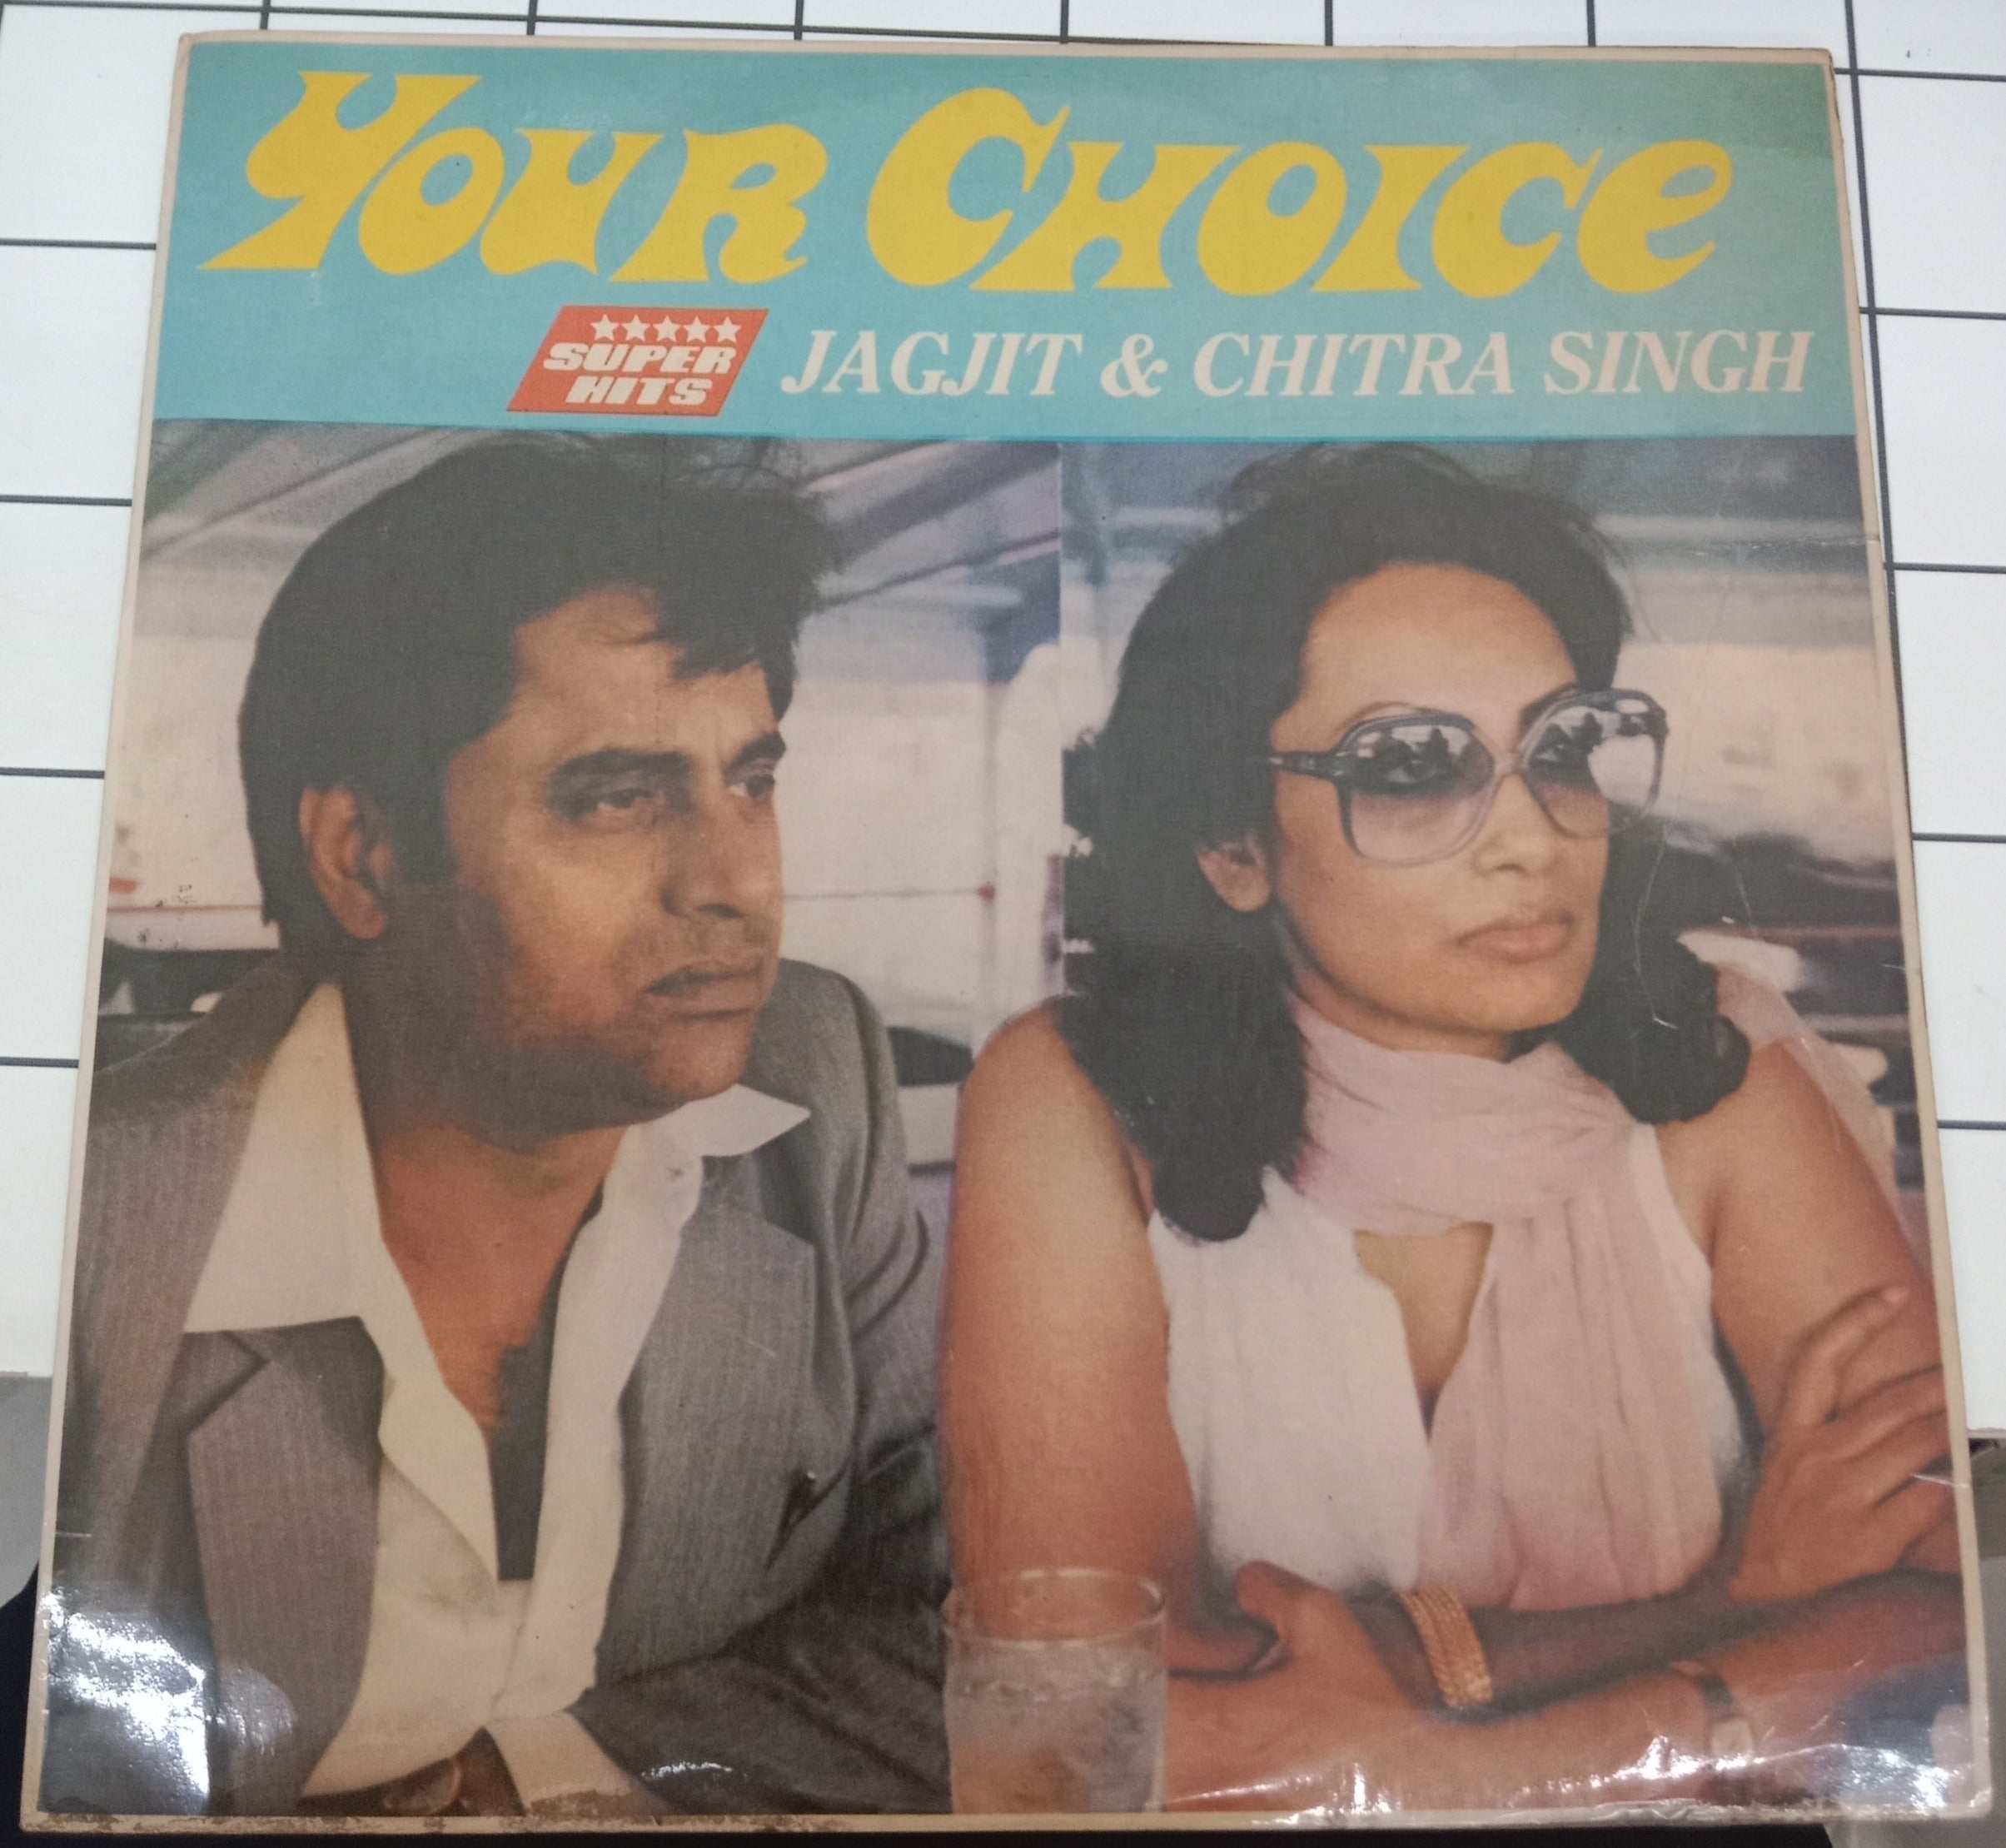 YOUR CHOICE
SUPER
HITS
JAGJIT & CHITRA SINGH